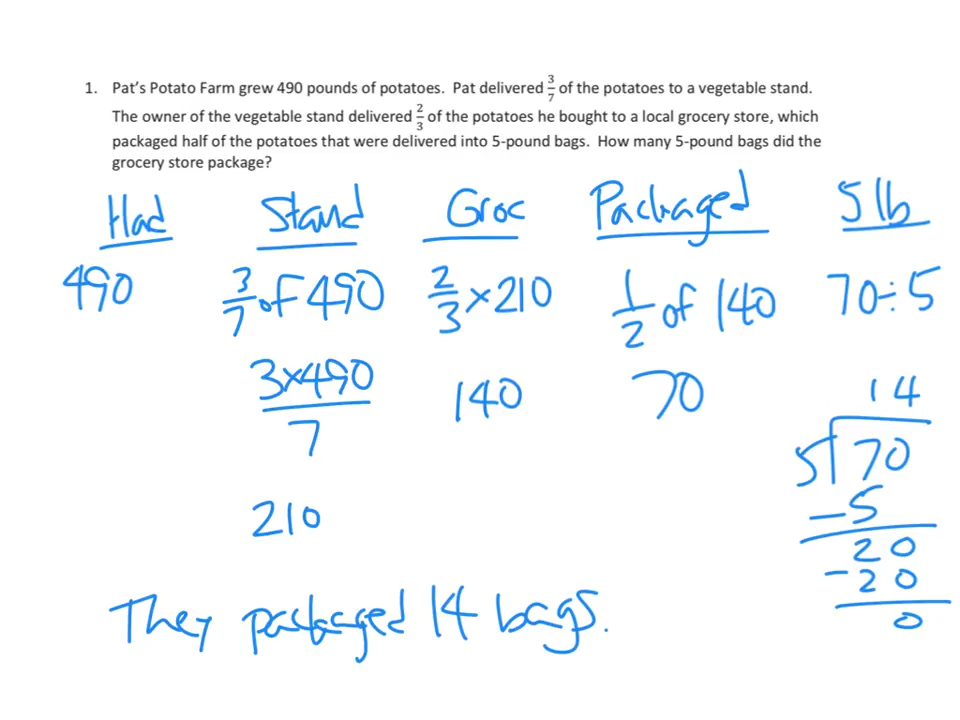 1. Pat's Potato Farm grew 490 pounds of potatoes. Pat delivered 3/7 of the potatoes to a vegetable stand.
The owner of the vegetable stand delivered 2/3 of the potatoes he bought to a local grocery store, which
packaged half of the potatoes that were delivered into 5-pound bags. How many 5-pound bags did the
grocery store package?
Had Stand Groc Packaged 5 lb
490 3/7 of 490 2/3 × 210 1/2 of 140 70 ÷ 5
3×490 140 70 14
7 5 70
-5
210 20
-20
0
They packaged 14 bags.